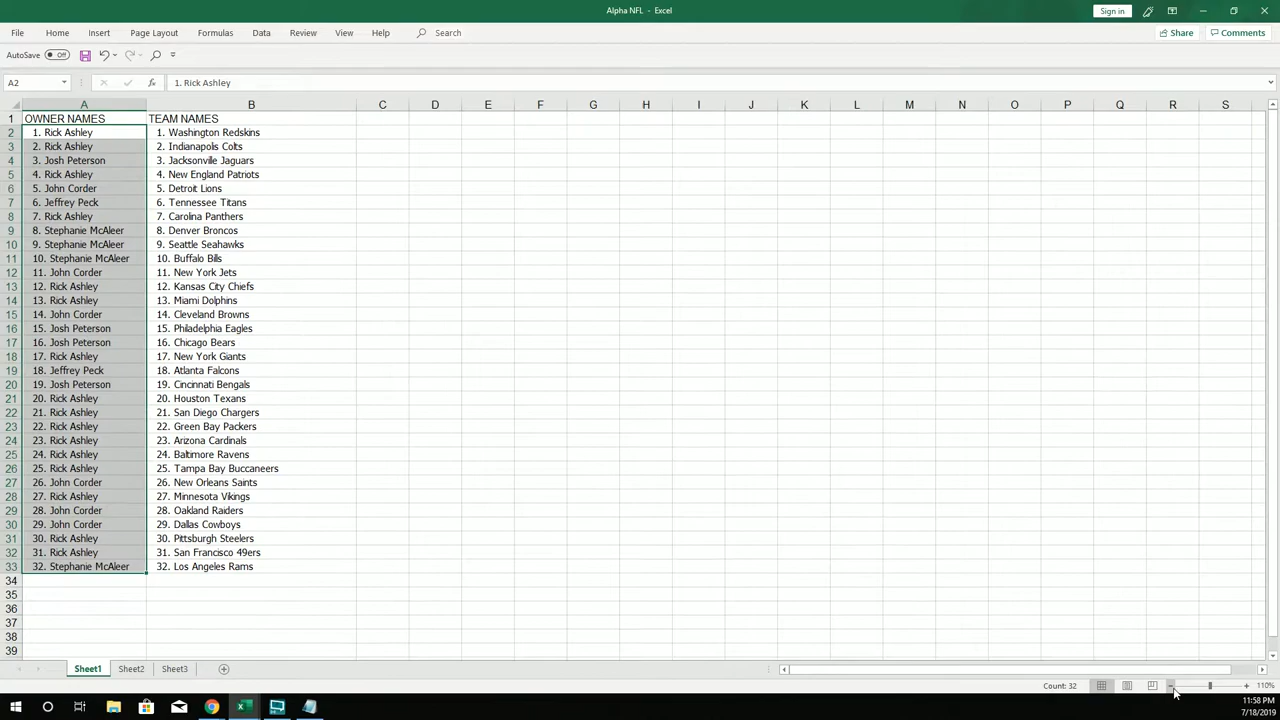 Alpha NFL - Excel
Sign in
File Home Insert Page Layout Formulas Data Review View Help Search Share Comments
AutoSave Off
A2 fx 1. Rick Ashley
A B C D E F G H I J K L M N O P Q R S
1 OWNER NAMES TEAM NAMES
2 1. Rick Ashley 1. Washington Redskins
3 2. Rick Ashley 2. Indianapolis Colts
4 3. Josh Peterson 3. Jacksonville Jaguars
5 4. Rick Ashley 4. New England Patriots
6 5. John Corder 5. Detroit Lions
7 6. Jeffrey Peck 6. Tennessee Titans
8 7. Rick Ashley 7. Carolina Panthers
9 8. Stephanie McAleer 8. Denver Broncos
10 9. Stephanie McAleer 9. Seattle Seahawks
11 10. Stephanie McAleer 10. Buffalo Bills
12 11. John Corder 11. New York Jets
13 12. Rick Ashley 12. Kansas City Chiefs
14 13. Rick Ashley 13. Miami Dolphins
15 14. John Corder 14. Cleveland Browns
16 15. Josh Peterson 15. Philadelphia Eagles
17 16. Josh Peterson 16. Chicago Bears
18 17. Rick Ashley 17. New York Giants
19 18. Jeffrey Peck 18. Atlanta Falcons
20 19. Josh Peterson 19. Cincinnati Bengals
21 20. Rick Ashley 20. Houston Texans
22 21. Rick Ashley 21. San Diego Chargers
23 22. Rick Ashley 22. Green Bay Packers
24 23. Rick Ashley 23. Arizona Cardinals
25 24. Rick Ashley 24. Baltimore Ravens
26 25. Rick Ashley 25. Tampa Bay Buccaneers
27 26. John Corder 26. New Orleans Saints
28 27. Rick Ashley 27. Minnesota Vikings
29 28. John Corder 28. Oakland Raiders
30 29. John Corder 29. Dallas Cowboys
31 30. Rick Ashley 30. Pittsburgh Steelers
32 31. Rick Ashley 31. San Francisco 49ers
33 32. Stephanie McAleer 32. Los Angeles Rams
34
35
36
37
38
39
Sheet1 Sheet2 Sheet3
Count: 32 110%
11:58 PM
7/18/2019